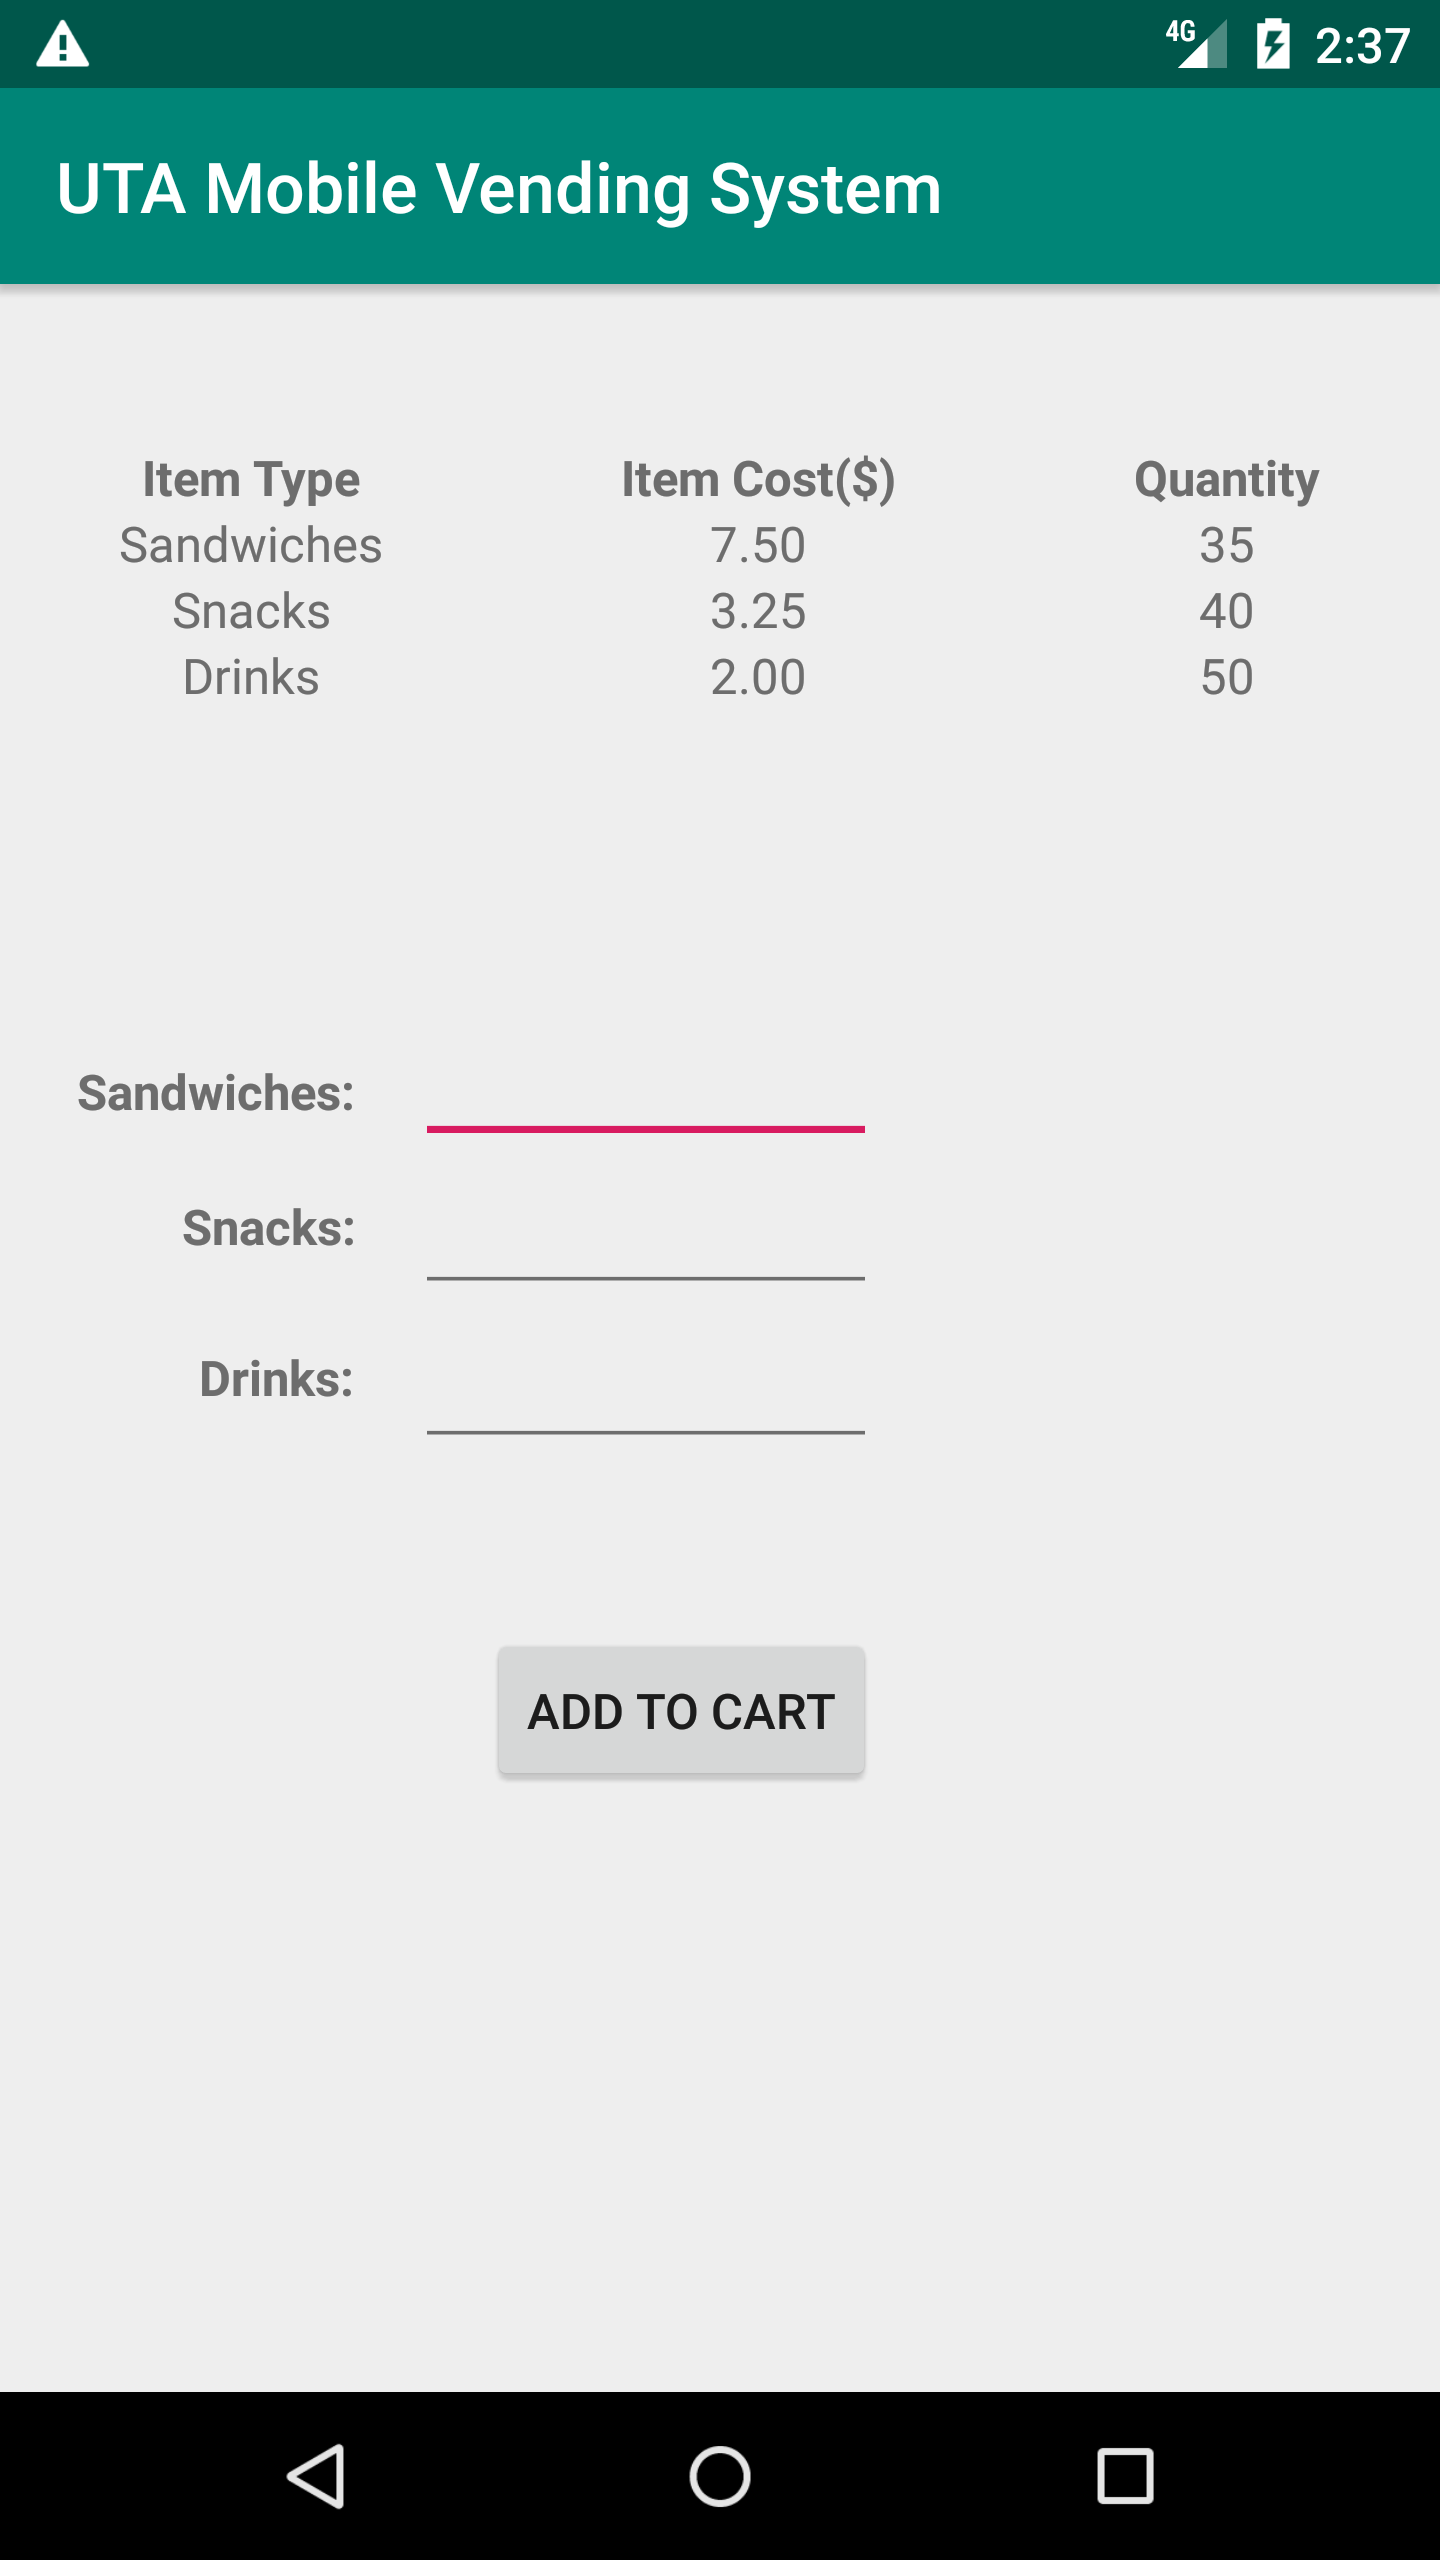 4G 2:37
UTA Mobile Vending System
Item Type Item Cost($) Quantity
Sandwiches 7.50 35
Snacks 3.25 40
Drinks 2.00 50
Sandwiches:
Snacks:
Drinks:
ADD TO CART